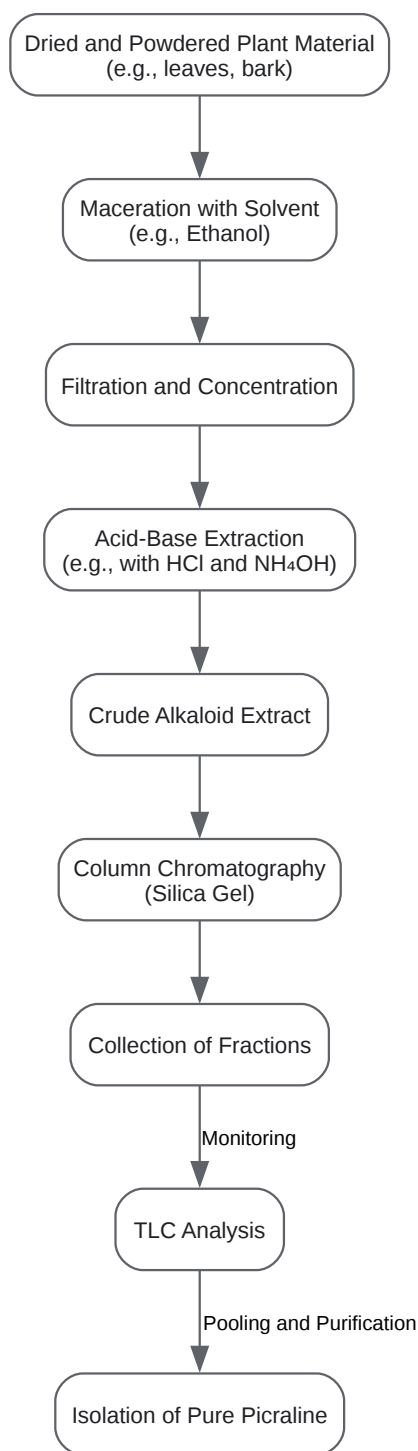 Dried and Powdered Plant Material
(e.g., leaves, bark)
Maceration with Solvent
(e.g., Ethanol)
Filtration and Concentration
Acid-Base Extraction
(e.g., with HCl and NH₄OH)
Crude Alkaloid Extract
Column Chromatography
(Silica Gel)
Collection of Fractions
Monitoring
TLC Analysis
Pooling and Purification
Isolation of Pure Picraline